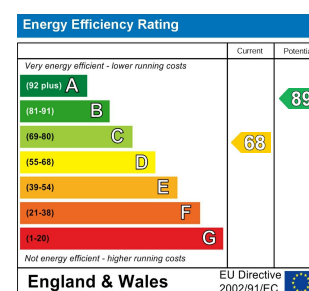 Energy Efficiency Rating
Current Potentia
Very energy efficient - lower running costs
(92 plus) A
(81-91) B
89
(69-80) C
68
(55-68) D
(39-54) E
(21-38) F
(1-20) G
Not energy efficient - higher running costs
England & Wales
EU Directive
2002/91/EC